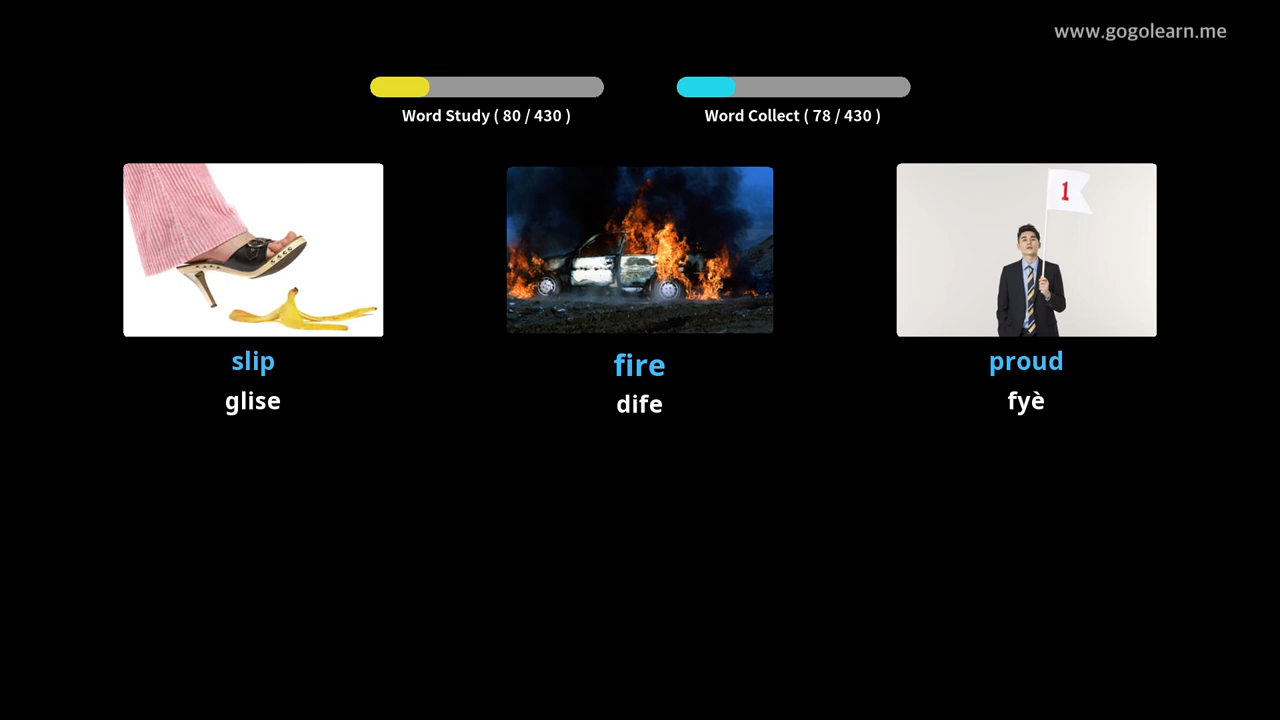 www.gogolearn.me
Word Study ( 80 / 430 )
Word Collect ( 78 / 430 )
1
slip
fire
proud
glise
dife
fyè